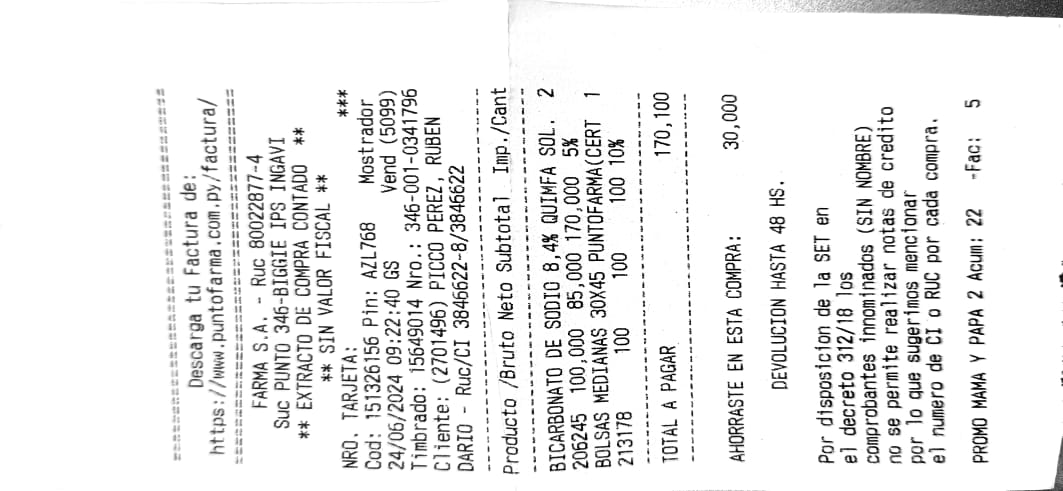 ==========================================
Descarga tu Factura de:
https://www.puntofarma.com.py/factura/
==========================================
FARMA S.A. - Ruc 80022877-4
Suc PUNTO 346-BIGGIE IPS INGAVI
** EXTRACTO DE COMPRA CONTADO **
** SIN VALOR FISCAL **
NRO. TARJETA: ***
Cod: 151326156 Pin: AZL768 Mostrador
24/06/2024 09:22:40 GS Vend (5099)
Timbrado: 15649014 Nro.: 346-001-0341796
Cliente: (2701496) PICCO PEREZ, RUBEN
DARIO - Ruc/CI 3846622-8/3846622
------------------------------------------
Producto /Bruto Neto Subtotal Imp./Cant
------------------------------------------
BICARBONATO DE SODIO 8,4% QUIMFA SOL. 2
206245 100,000 85,000 170,000 5%
BOLSAS MEDIANAS 30X45 PUNTOFARMA(CERT 1
213178 100 100 100 10%
------------------------------------------
TOTAL A PAGAR 170,100
------------------------------------------
AHORRASTE EN ESTA COMPRA: 30,000
DEVOLUCION HASTA 48 HS.
Por disposicion de la SET en
el decreto 312/18 los
comprobantes innominados (SIN NOMBRE)
no se permite realizar notas de credito
por lo que sugerimos mencionar
el numero de CI o RUC por cada compra.
PROMO MAMA Y PAPA 2 Acum: 22 -Fac: 5